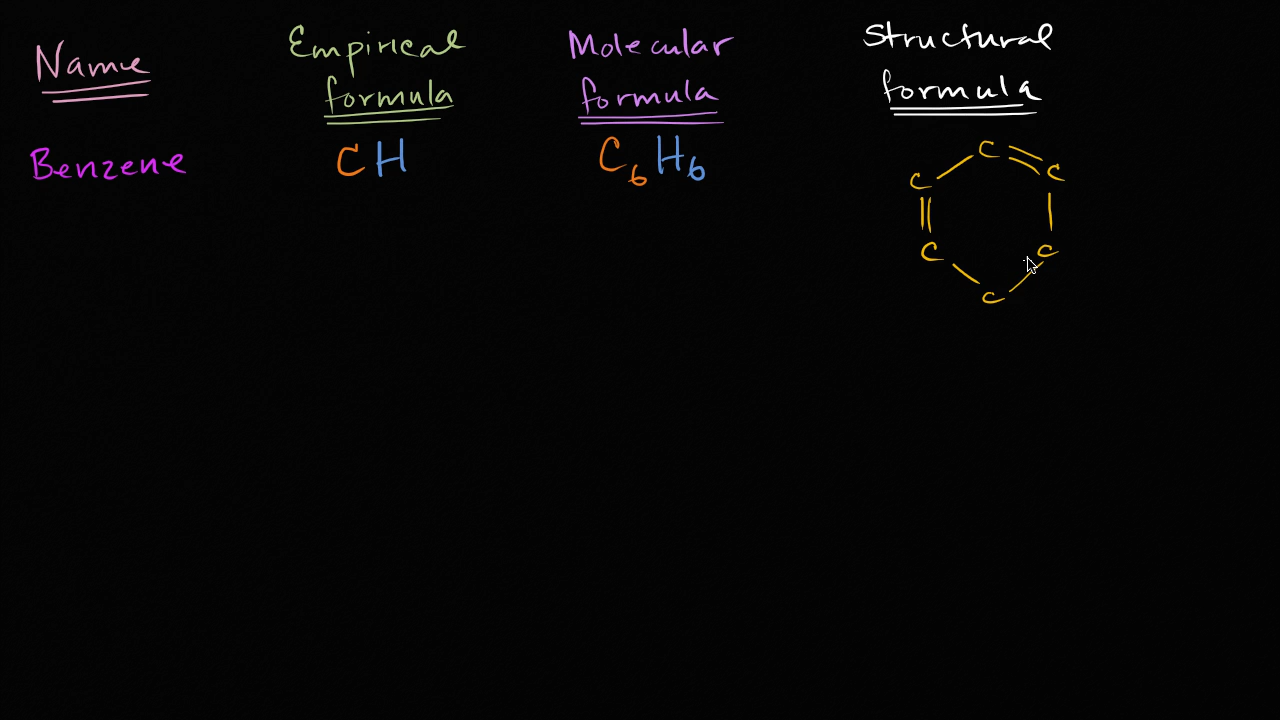 Name
Empirical
formula
Molecular
formula
Structural
formula
Benzene
CH
C6H6
C
C
C
C
C
C